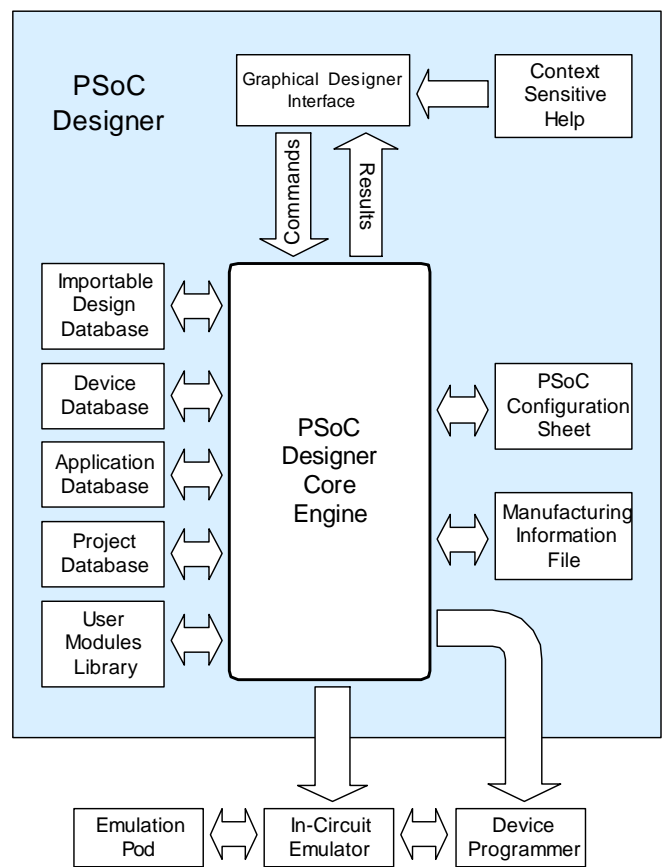 PSoC
Designer
Graphical Designer
Interface
Context
Sensitive
Help
Commands
Results
Importable
Design
Database
Device
Database
Application
Database
Project
Database
User
Modules
Library
PSoC
Designer
Core
Engine
PSoC
Configuration
Sheet
Manufacturing
Information
File
Emulation
Pod
In-Circuit
Emulator
Device
Programmer